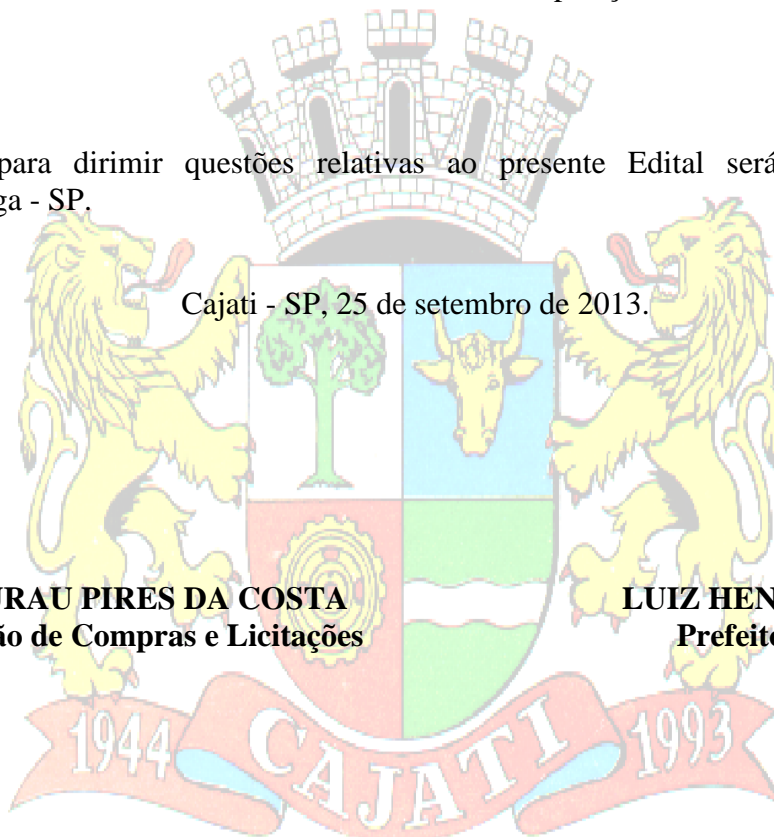 para dirimir questões relativas ao presente Edital será
ga - SP.
Cajati - SP, 25 de setembro de 2013.
URAU PIRES DA COSTA
LUIZ HEN
ão de Compras e Licitações
Prefeito
1944
CAJATI
1993